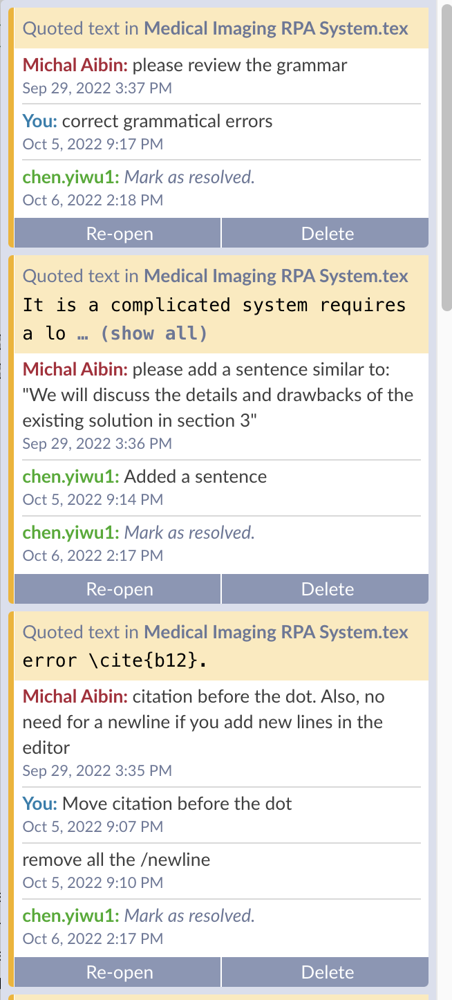 Quoted text in Medical Imaging RPA System.tex
Michal Aibin: please review the grammar
Sep 29, 2022 3:37 PM
You: correct grammatical errors
Oct 5, 2022 9:17 PM
chen.yiwu1: Mark as resolved.
Oct 6, 2022 2:18 PM
Re-open Delete
Quoted text in Medical Imaging RPA System.tex
It is a complicated system requires
a lo … (show all)
Michal Aibin: please add a sentence similar to:
"We will discuss the details and drawbacks of the
existing solution in section 3"
Sep 29, 2022 3:36 PM
chen.yiwu1: Added a sentence
Oct 5, 2022 9:14 PM
chen.yiwu1: Mark as resolved.
Oct 6, 2022 2:17 PM
Re-open Delete
Quoted text in Medical Imaging RPA System.tex
error \cite{b12}.
Michal Aibin: citation before the dot. Also, no
need for a newline if you add new lines in the
editor
Sep 29, 2022 3:35 PM
You: Move citation before the dot
Oct 5, 2022 9:07 PM
remove all the /newline
Oct 5, 2022 9:10 PM
chen.yiwu1: Mark as resolved.
Oct 6, 2022 2:17 PM
Re-open Delete